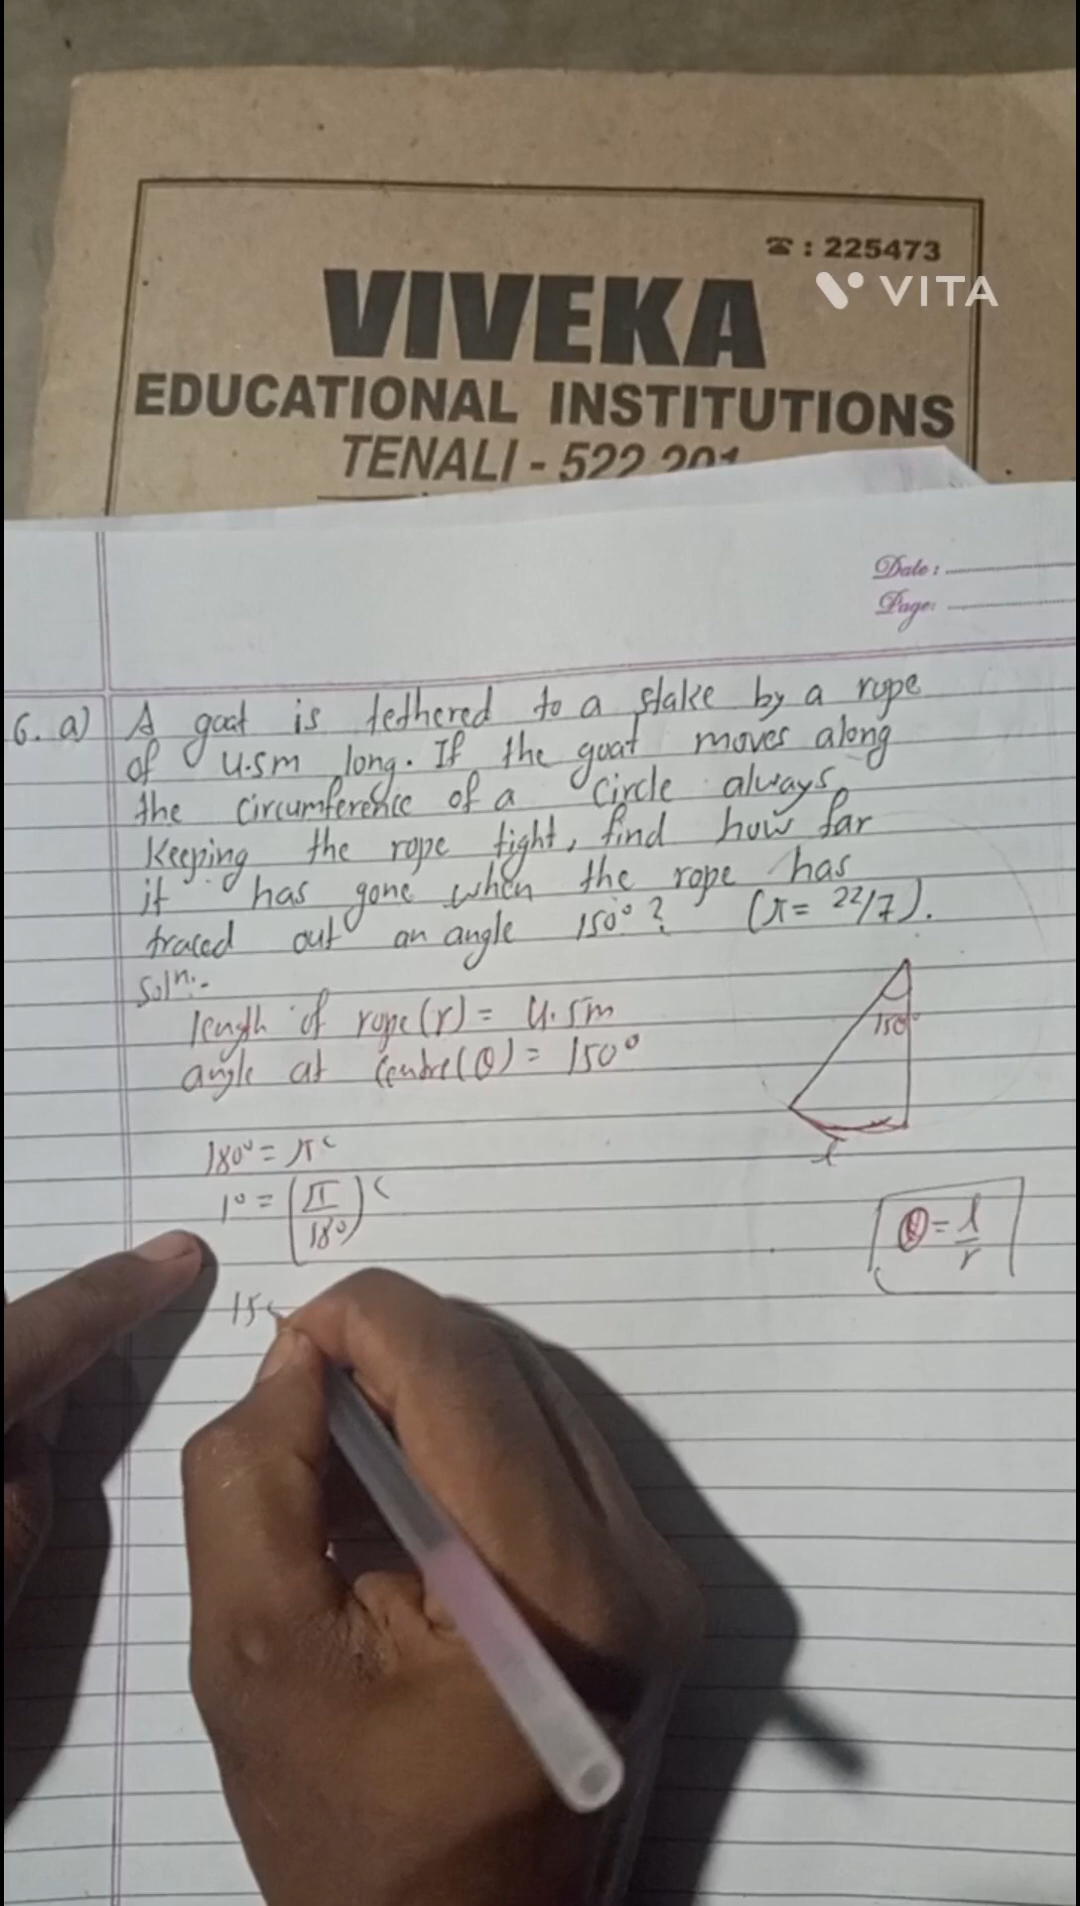 ☎ : 225473
VITA
VIVEKA
EDUCATIONAL INSTITUTIONS
TENALI - 522 201
Date:
Page:
6. a) A goat is tethered to a stake by a rope
of 4.5m long. If the goat moves along
the circumference of a circle always
keeping the rope tight, find how far
it has gone when the rope has
traced out an angle 150°? (π= 22/7).
Soln:-
length of rope(r) = 4.5m
angle at centre(θ) = 150°
150°
l
180° = πᶜ
1° = (π/180)ᶜ
θ = l/r
15